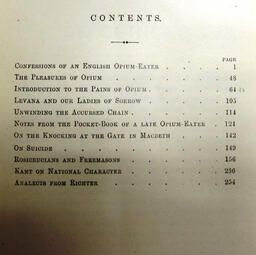 CONTENTS.
PAGE
CONFESSIONS OF AN ENGLISH OPIUM-EATER . . . . 1
THE PLEASURES OF OPIUM . . . . . . . 48
INTRODUCTION TO THE PAINS OF OPIUM . . . . . 64
LEVANA AND OUR LADIES OF SORROW . . . . . 105
UNWINDING THE ACCURSED CHAIN . . . . . . 114
NOTES FROM THE POCKET-BOOK OF A LATE OPIUM-EATER . 124
ON THE KNOCKING AT THE GATE IN MACBETH . . . 142
ON SUICIDE . . . . . . . . . 149
ROSICRUCIANS AND FREEMASONS . . . . . . 156
KANT ON NATIONAL CHARACTER . . . . . . 236
ANALECTS FROM RICHTER . . . . . . . 254